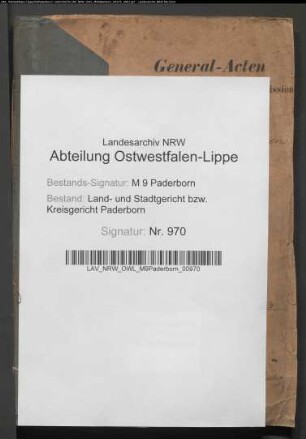 General-Acten
ission
Landesarchiv NRW
Abteilung Ostwestfalen-Lippe
Bestands-Signatur: M 9 Paderborn
Bestand: Land- und Stadtgericht bzw.
Kreisgericht Paderborn
Signatur: Nr. 970
LAV_NRW_OWL_M9Paderborn_00970